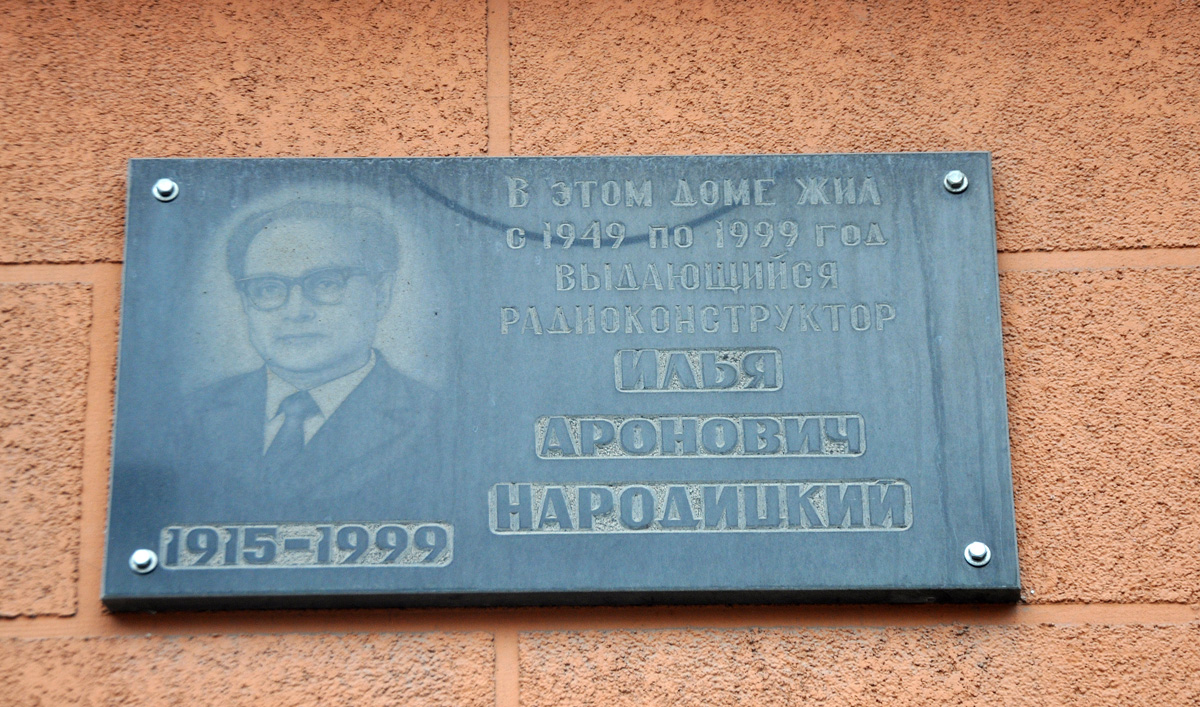 В ЭТОМ ДОМЕ ЖИЛ
С 1949 ПО 1999 ГОД
ВЫДАЮЩИЙСЯ
РАДИОКОНСТРУКТОР
ИЛЬЯ
АРОНОВИЧ
НАРОДИЦКИЙ
1915-1999